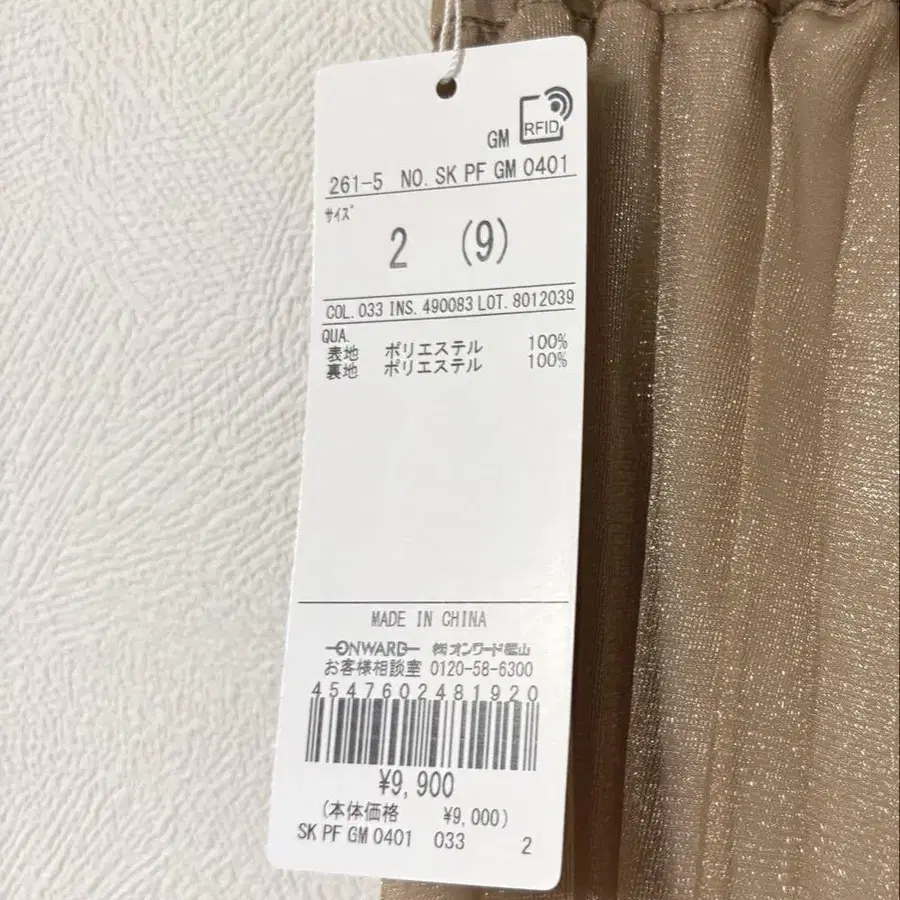 GM RFID
261-5 NO. SK PF GM 0401
サイズ
2 (9)
COL. 033 INS. 490083 LOT. 8012039
QUA.
表地 ポリエステル 100%
裏地 ポリエステル 100%
MADE IN CHINA
ONWARD ㈱オンワード樫山
お客様相談室 0120-58-6300
4547602481920
¥9,900
(本体価格 ¥9,000)
SK PF GM 0401 033 2